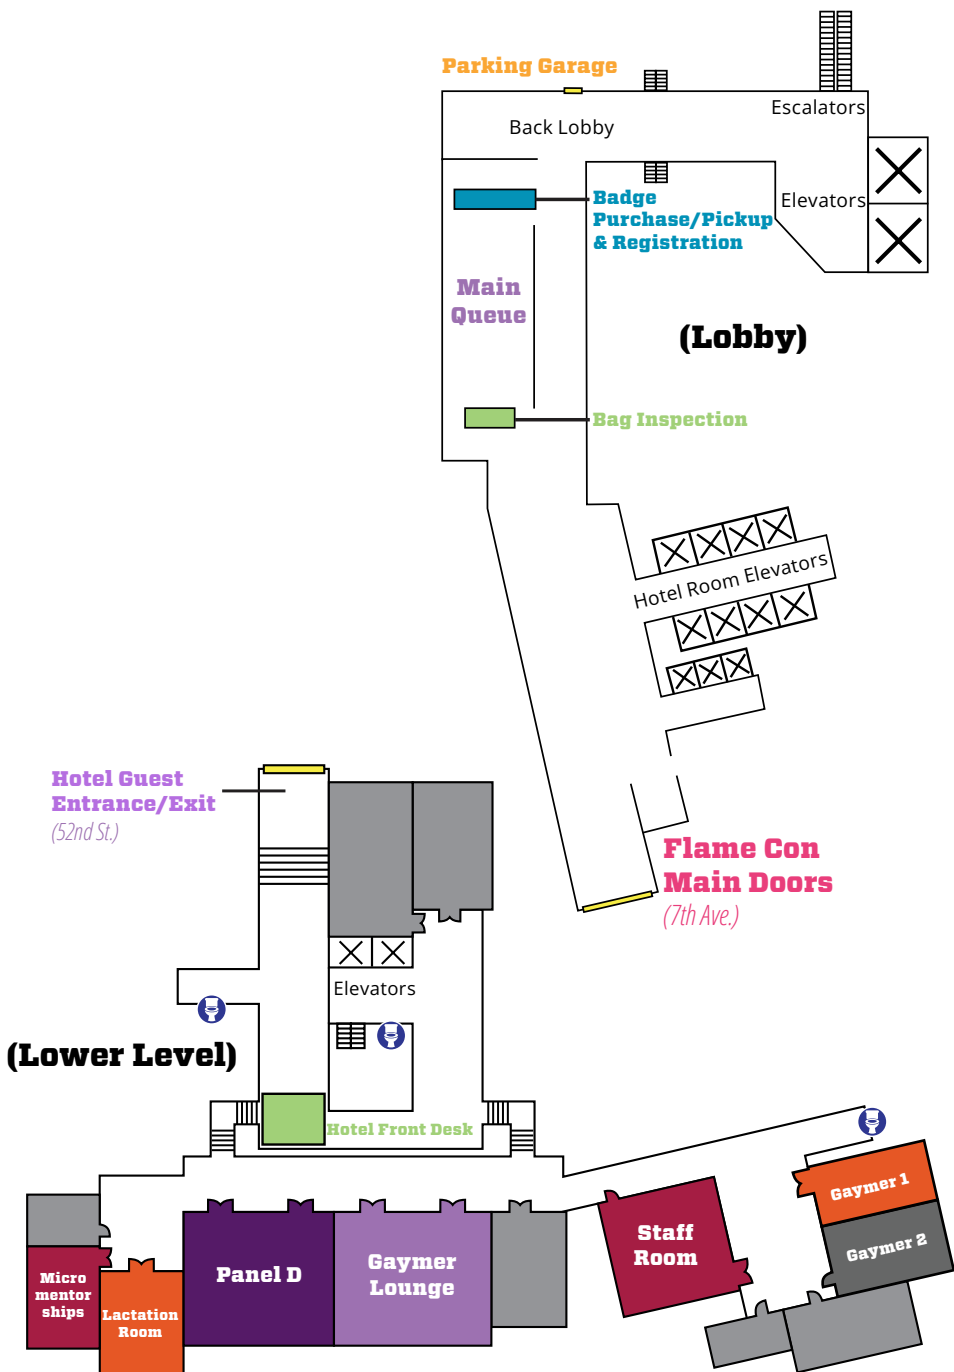 Parking Garage
Escalators
Back Lobby
Elevators
Badge
Purchase/Pickup
& Registration
Main
Queue
(Lobby)
Bag Inspection
Hotel Room Elevators
Hotel Guest
Entrance/Exit
(52nd St.)
Flame Con
Main Doors
(7th Ave.)
Elevators
(Lower Level)
Hotel Front Desk
Gaymer 1
Gaymer 2
Staff
Room
Gaymer
Lounge
Panel D
Micro
mentor
ships
Lactation
Room